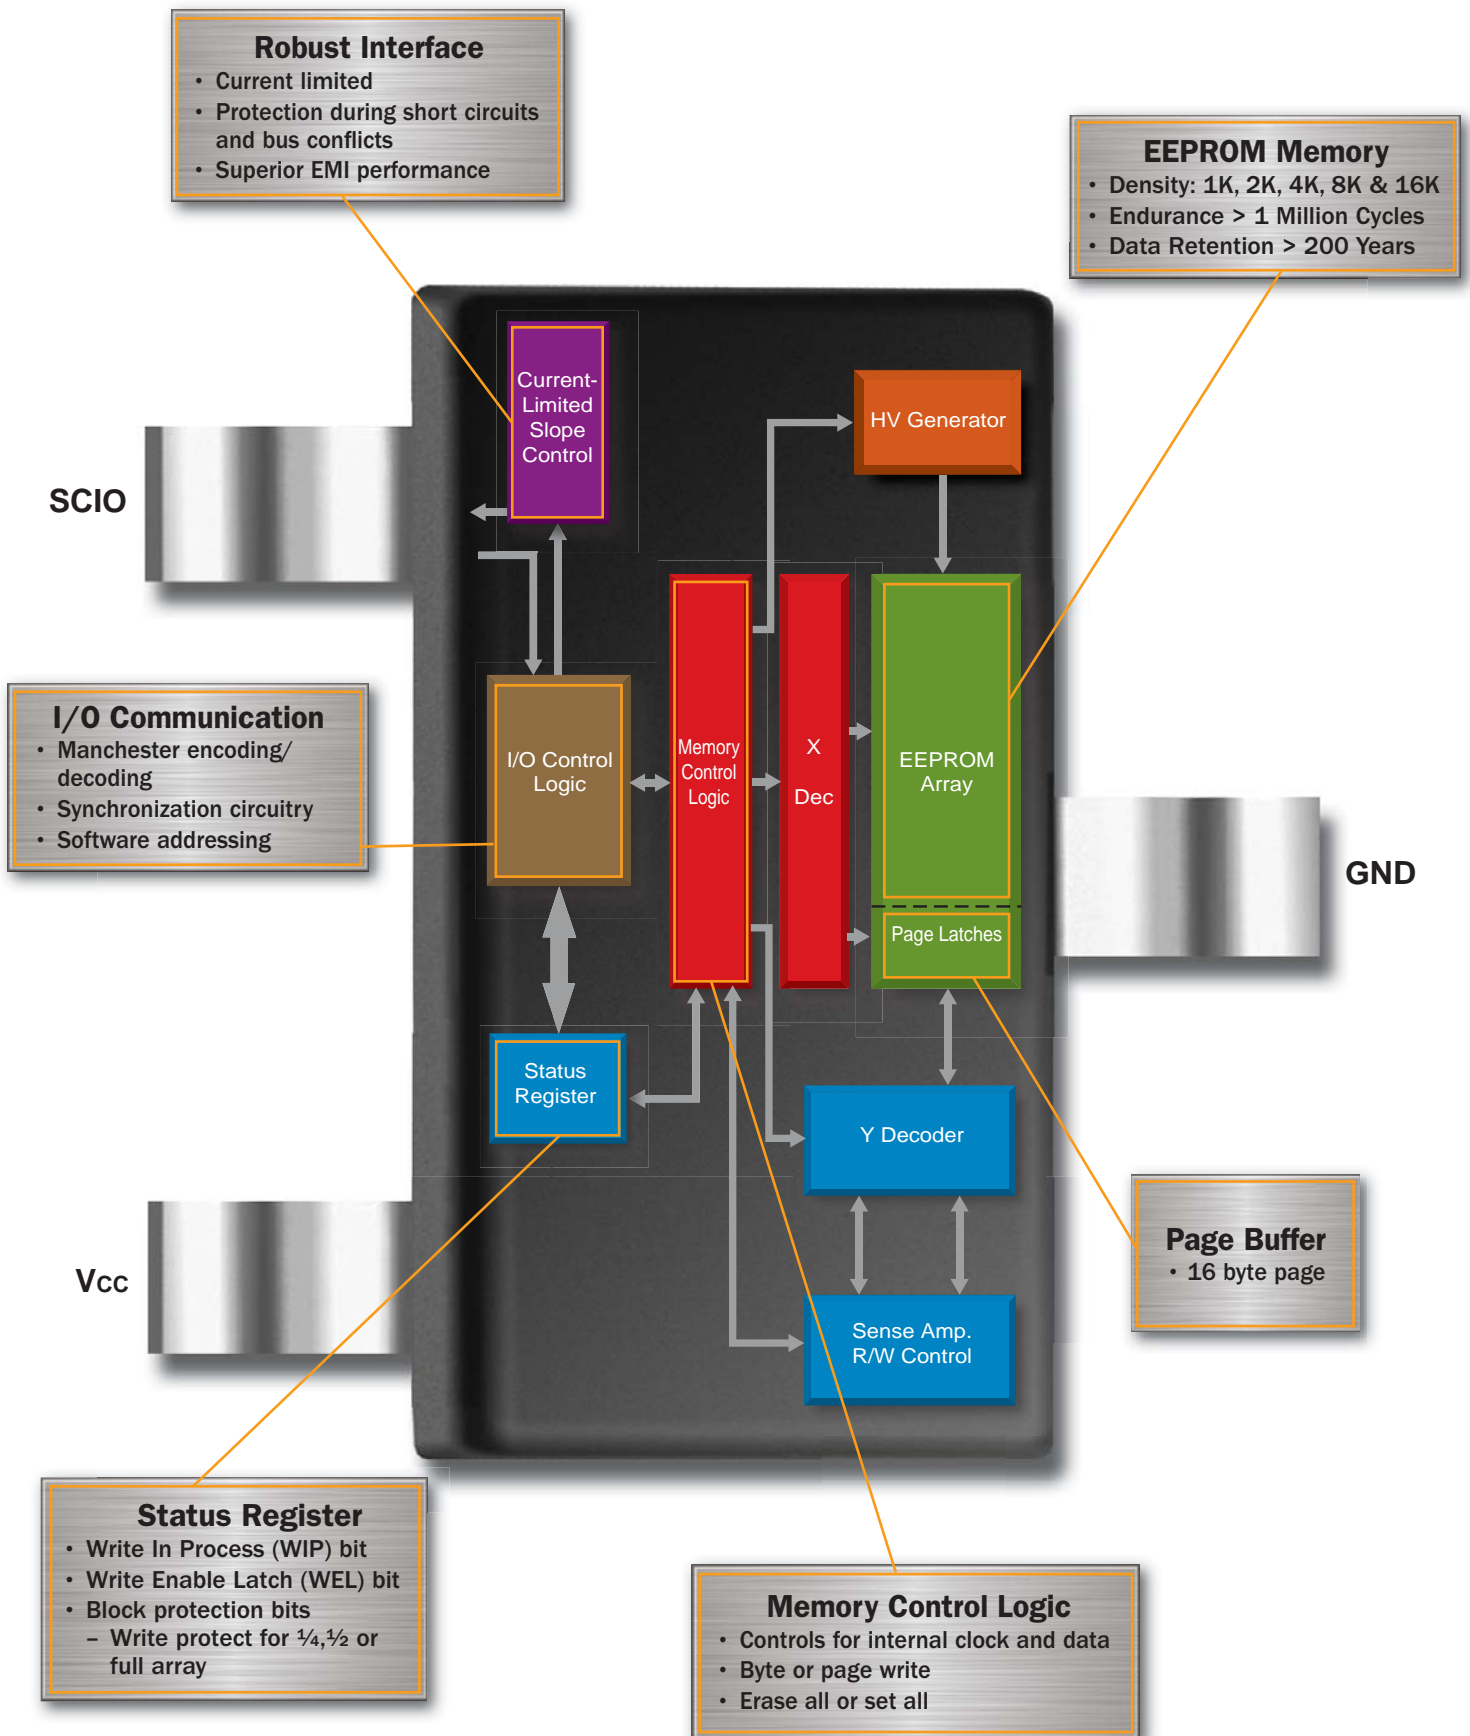 Robust Interface
• Current limited
• Protection during short circuits
and bus conflicts
• Superior EMI performance
EEPROM Memory
• Density: 1K, 2K, 4K, 8K & 16K
• Endurance > 1 Million Cycles
• Data Retention > 200 Years
Current-
Limited
Slope
Control
HV Generator
SCIO
I/O Communication
• Manchester encoding/
decoding
• Synchronization circuitry
• Software addressing
I/O Control
Logic
Memory
Control
Logic
X
Dec
EEPROM
Array
Page Latches
GND
Status
Register
Y Decoder
Sense Amp.
R/W Control
Vcc
Page Buffer
• 16 byte page
Status Register
• Write In Process (WIP) bit
• Write Enable Latch (WEL) bit
• Block protection bits
– Write protect for ¼,½ or
full array
Memory Control Logic
• Controls for internal clock and data
• Byte or page write
• Erase all or set all